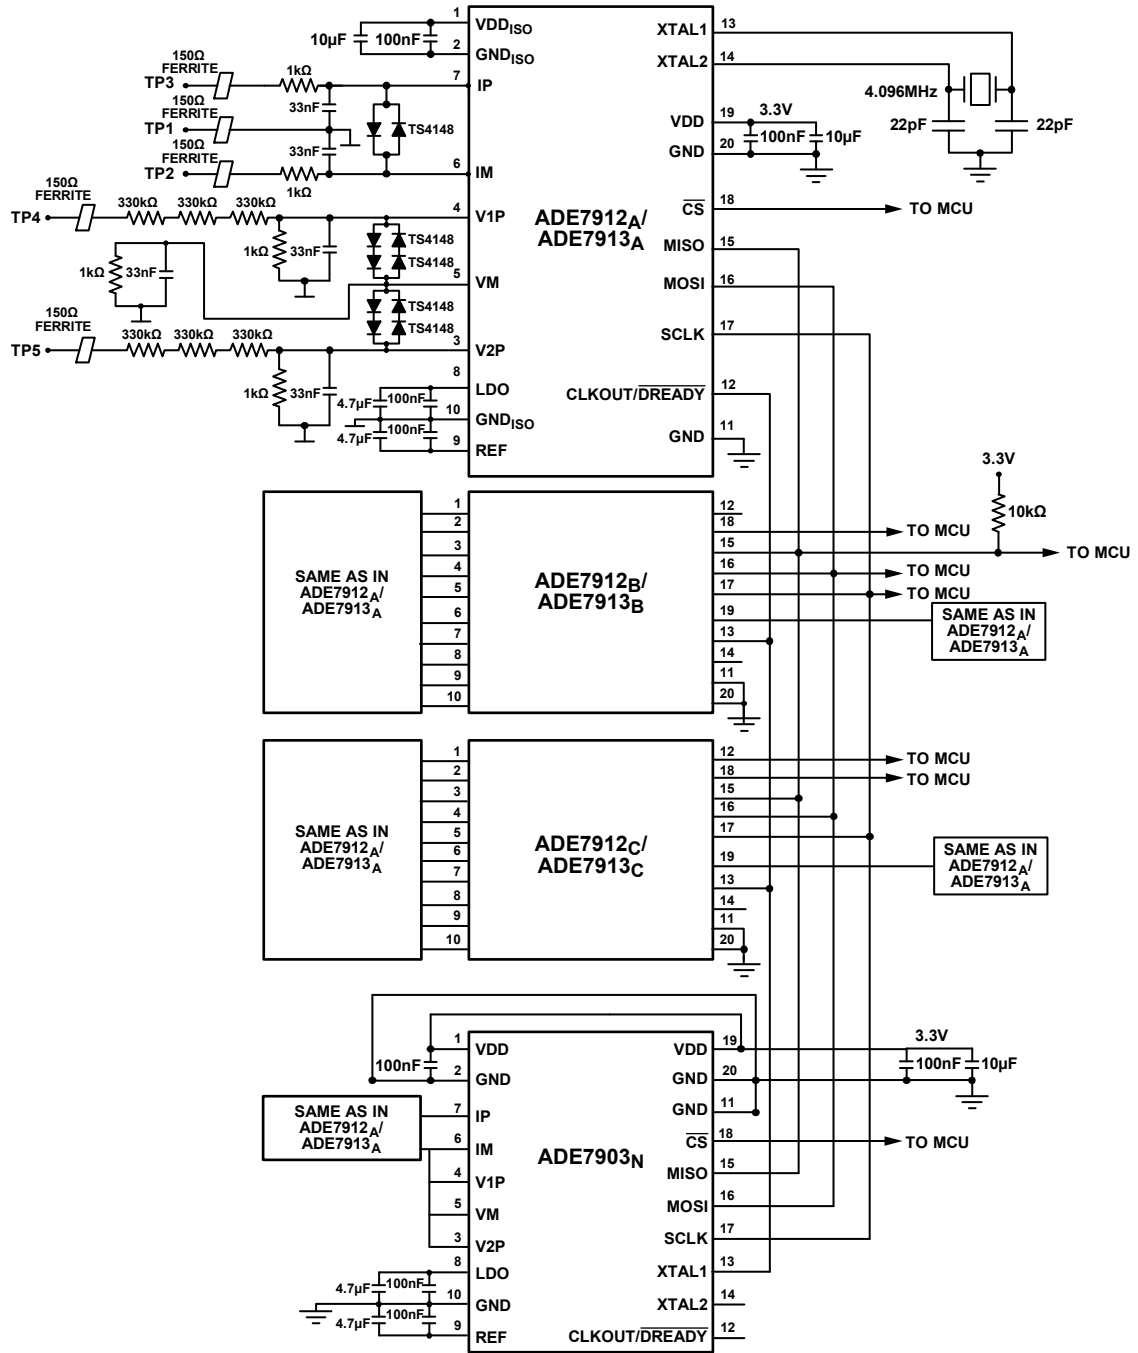 1
VDDISO
10µF
100nF
2
GNDISO
150Ω
FERRITE
TP3
1kΩ
7
IP
33nF
150Ω
FERRITE
TP1
TS4148
33nF
150Ω
FERRITE
TP2
1kΩ
6
IM
150Ω
FERRITE
TP4
330kΩ
330kΩ
330kΩ
4
V1P
1kΩ
33nF
TS4148
TS4148
1kΩ
33nF
5
VM
TS4148
TS4148
150Ω
FERRITE
TP5
330kΩ
330kΩ
330kΩ
3
V2P
1kΩ
33nF
8
LDO
4.7µF
100nF
10
GNDISO
4.7µF
100nF
9
REF
ADE7912A/
ADE7913A
XTAL1
13
XTAL2
14
4.096MHz
22pF
22pF
VDD
19
3.3V
100nF
10µF
GND
20
CS
18
TO MCU
MISO
15
MOSI
16
SCLK
17
CLKOUT/DREADY
12
GND
11
3.3V
10kΩ
SAME AS IN
ADE7912A/
ADE7913A
1
2
3
4
5
6
7
8
9
10
ADE7912B/
ADE7913B
12
18
TO MCU
15
TO MCU
16
TO MCU
17
TO MCU
19
SAME AS IN
ADE7912A/
ADE7913A
13
14
11
20
SAME AS IN
ADE7912A/
ADE7913A
1
2
3
4
5
6
7
8
9
10
ADE7912C/
ADE7913C
12
TO MCU
18
TO MCU
15
16
17
19
SAME AS IN
ADE7912A/
ADE7913A
13
14
11
20
1
VDD
100nF
2
GND
SAME AS IN
ADE7912A/
ADE7913A
7
IP
6
IM
4
V1P
5
VM
3
V2P
8
LDO
4.7µF
100nF
10
GND
4.7µF
100nF
9
REF
ADE7903N
VDD
19
3.3V
100nF
10µF
GND
20
GND
11
CS
18
TO MCU
MISO
15
MOSI
16
SCLK
17
XTAL1
13
XTAL2
14
CLKOUT/DREADY
12